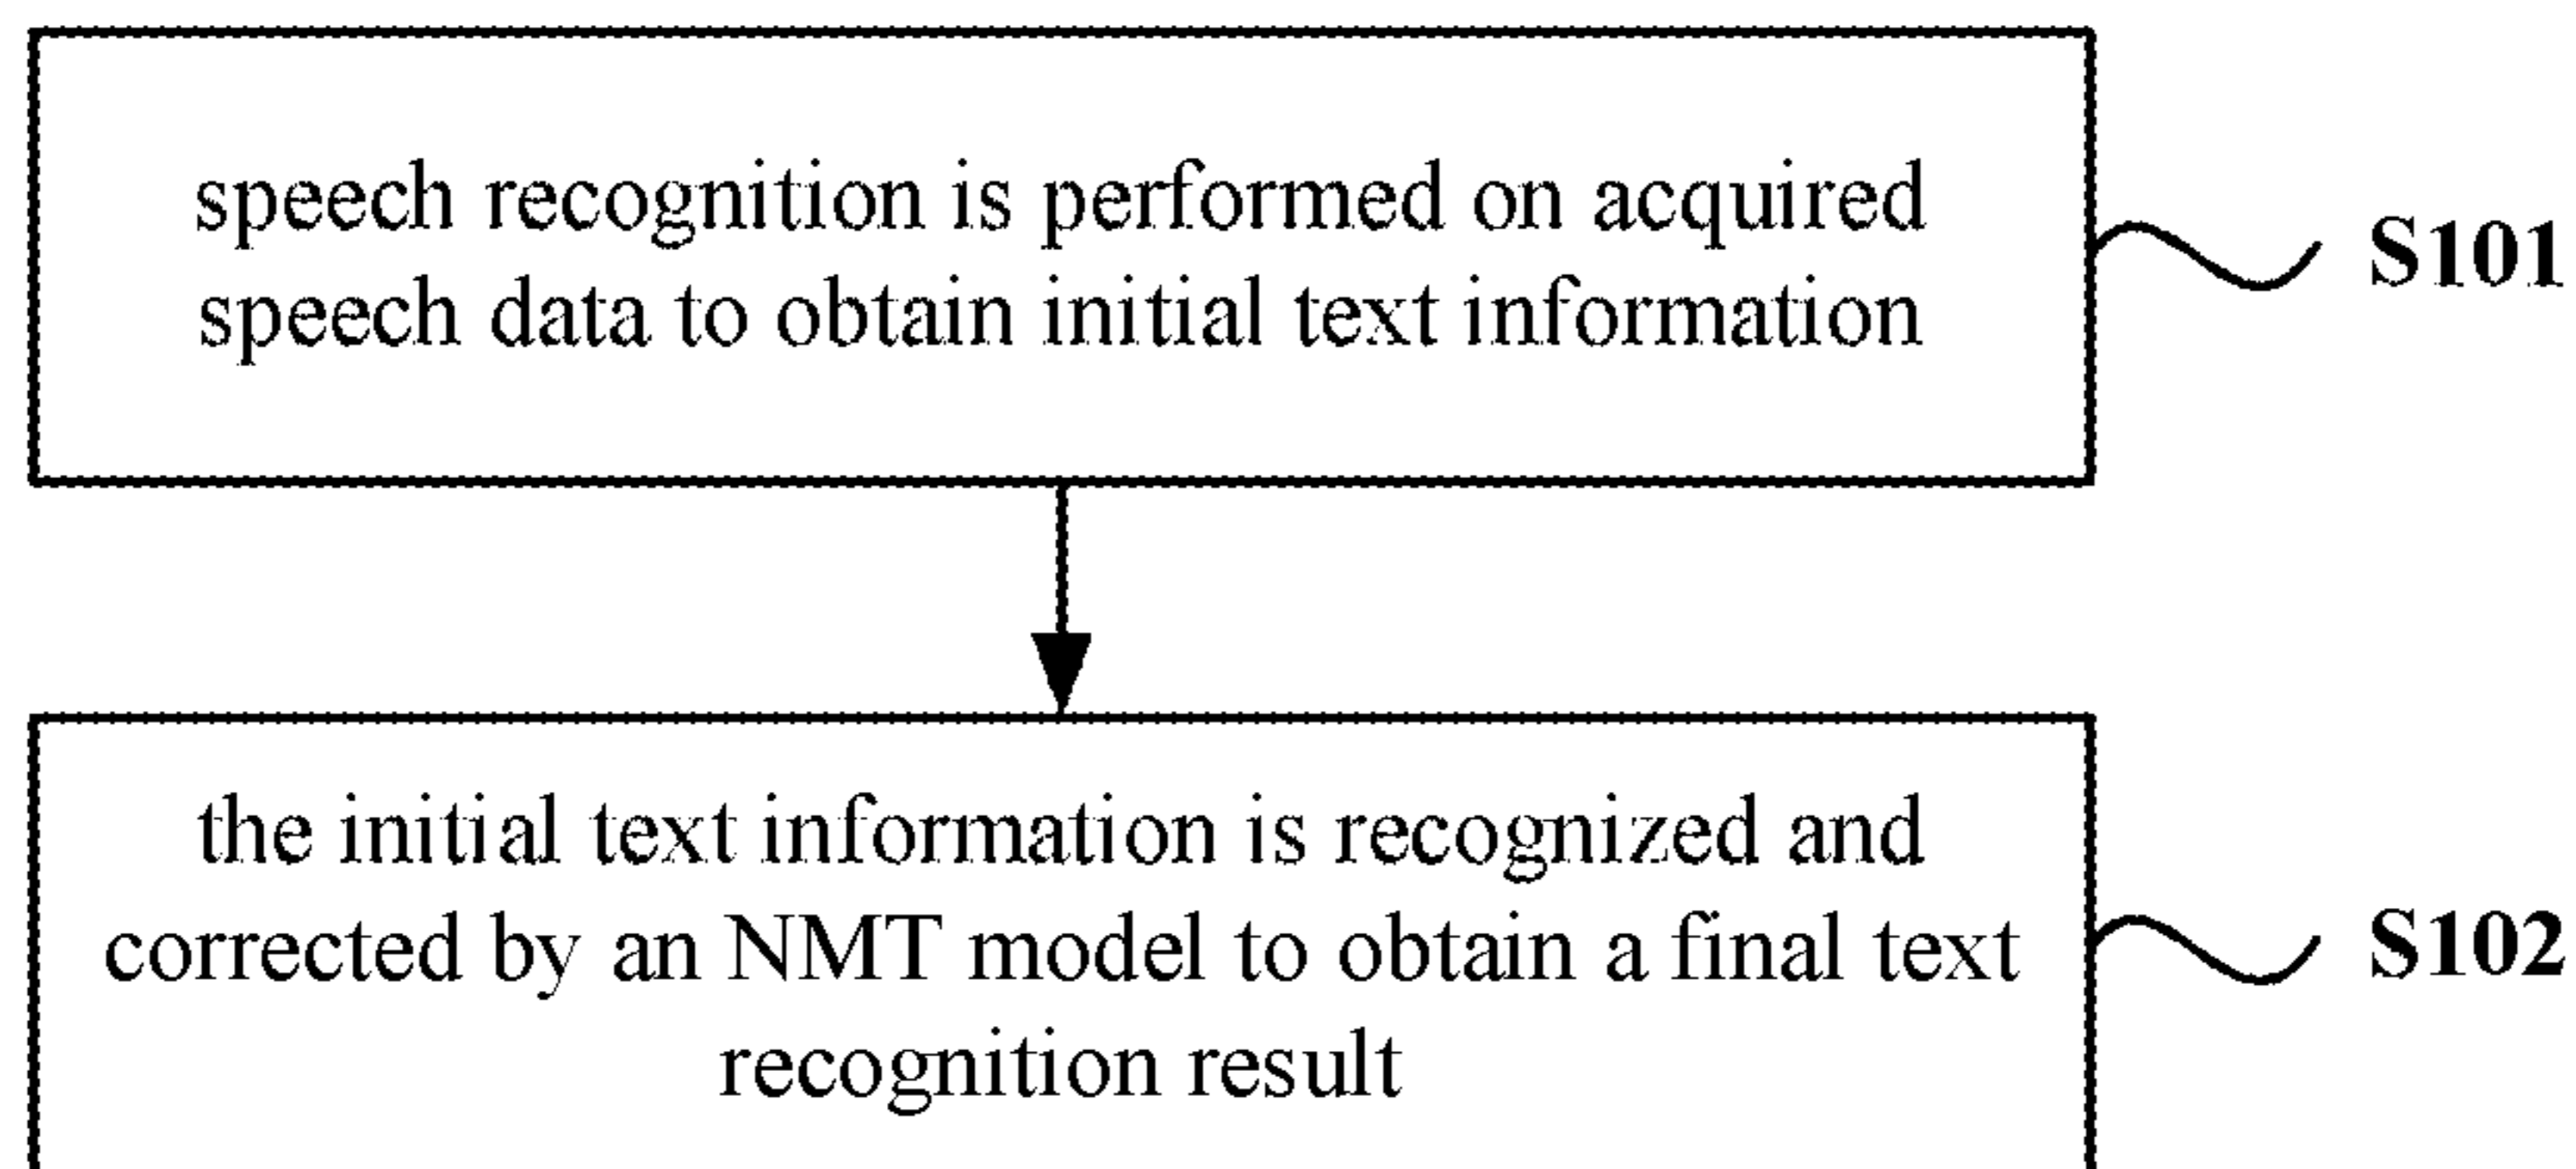 speech recognition is performed on acquired
speech data to obtain initial text information
S101
the initial text information is recognized and
corrected by an NMT model to obtain a final text
recognition result
S102